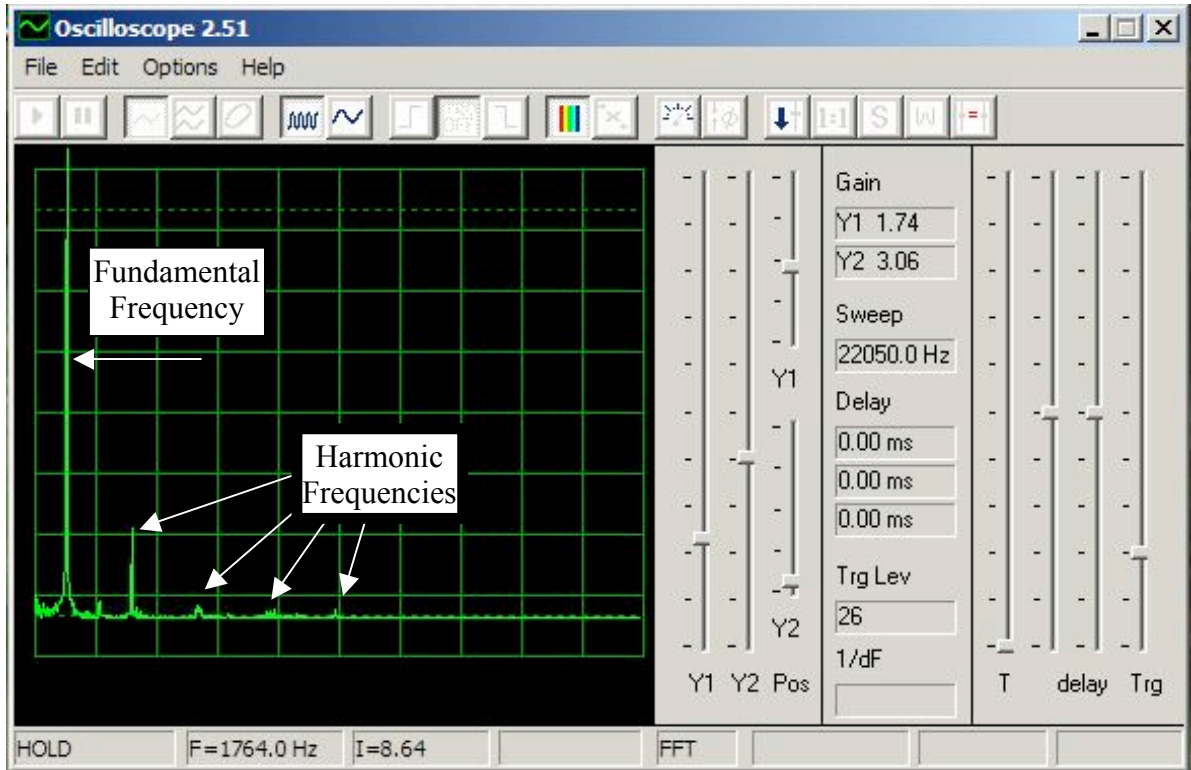 Oscilloscope 2.51
File Edit Options Help
1:1 S W
Fundamental
Frequency
Harmonic
Frequencies
Gain
Y1 1.74
Y2 3.06
Sweep
22050.0 Hz
Delay
0.00 ms
0.00 ms
0.00 ms
Trg Lev
26
1/dF
Y1
Y2
Y1 Y2 Pos
T delay Trg
HOLD F=1764.0 Hz I=8.64 FFT